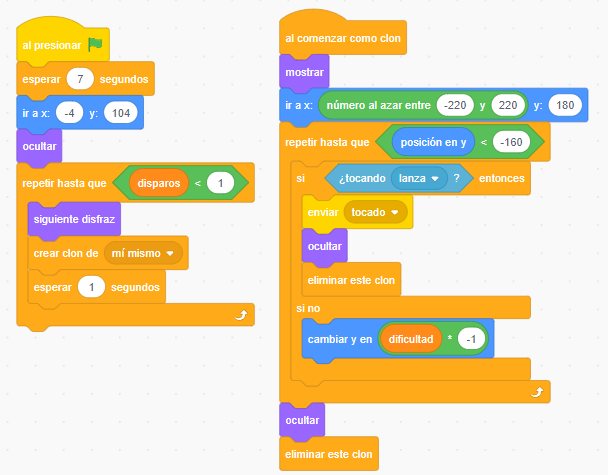 al presionar
esperar 7 segundos
ir a x: -4 y: 104
ocultar
repetir hasta que disparos < 1
siguiente disfraz
crear clon de mí mismo
esperar 1 segundos
al comenzar como clon
mostrar
ir a x: número al azar entre -220 y 220 y: 180
repetir hasta que posición en y < -160
si ¿tocando lanza ? entonces
enviar tocado
ocultar
eliminar este clon
si no
cambiar y en dificultad * -1
ocultar
eliminar este clon